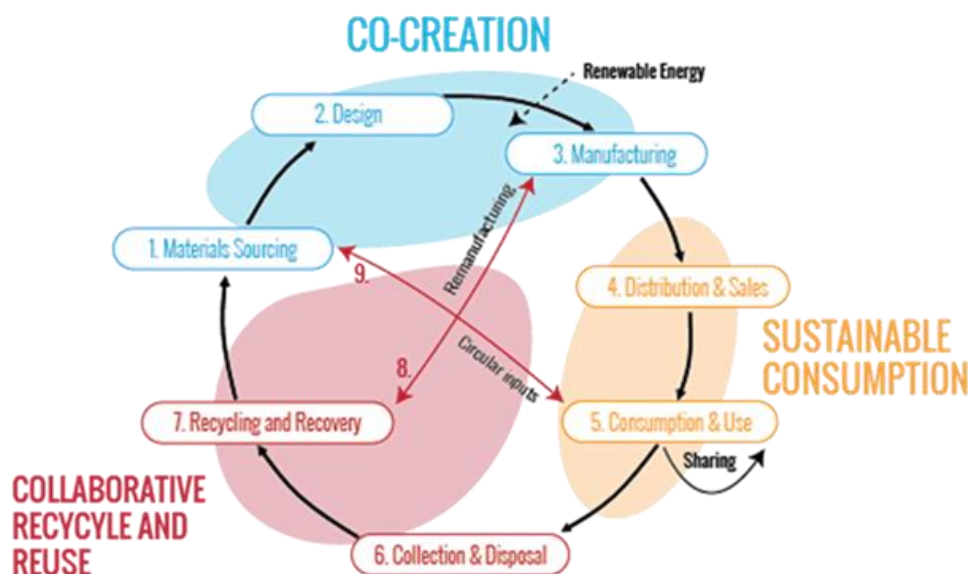 CO-CREATION
Renewable Energy
2. Design
3. Manufacturing
1. Materials Sourcing
9.
Remanufacturing
4. Distribution & Sales
SUSTAINABLE
CONSUMPTION
8.
Circular inputs
7. Recycling and Recovery
5. Consumption & Use
Sharing
COLLABORATIVE
RECYCYLE AND
REUSE
6. Collection & Disposal